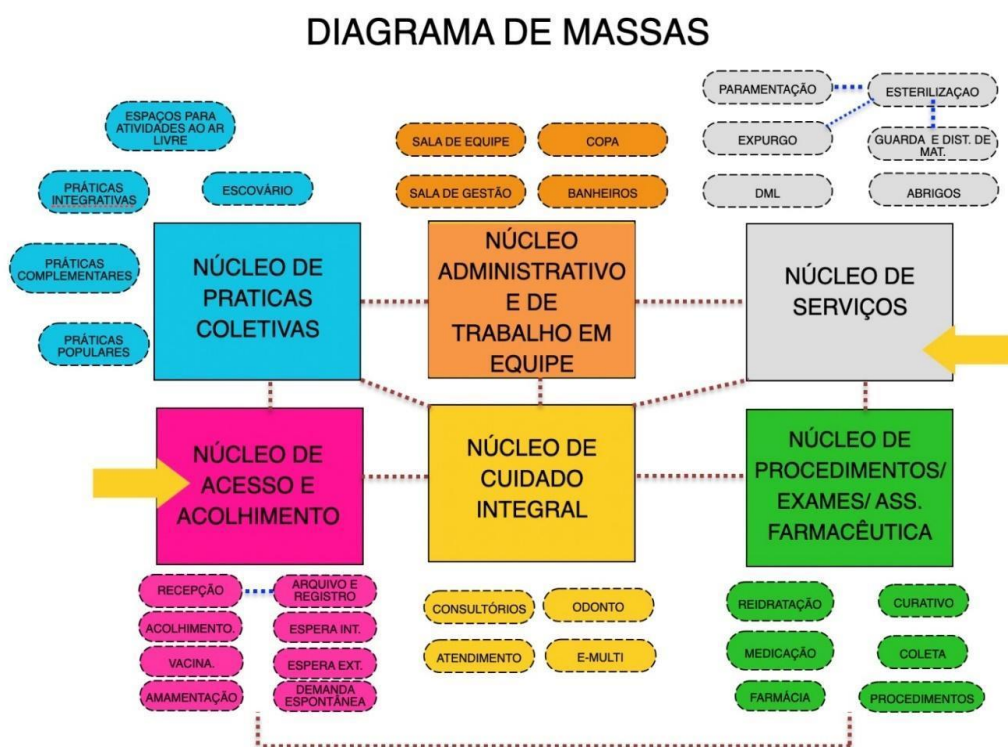 DIAGRAMA DE MASSAS
ESPAÇOS PARA
ATIVIDADES AO AR
LIVRE
PRÁTICAS
INTEGRATIVAS
ESCOVÁRIO
PRÁTICAS
COMPLEMENTARES
PRÁTICAS
POPULARES
NÚCLEO DE
PRATICAS
COLETIVAS
SALA DE EQUIPE
COPA
SALA DE GESTÃO
BANHEIROS
NÚCLEO
ADMINISTRATIVO
E DE
TRABALHO EM
EQUIPE
PARAMENTAÇÃO
ESTERILIZAÇAO
EXPURGO
GUARDA E DIST. DE
MAT.
DML
ABRIGOS
NÚCLEO DE
SERVIÇOS
NÚCLEO DE
ACESSO E
ACOLHIMENTO
RECEPÇÃO
ARQUIVO E
REGISTRO
ACOLHIMENTO.
ESPERA INT.
VACINA.
ESPERA EXT.
AMAMENTAÇÃO
DEMANDA
ESPONTÂNEA
NÚCLEO DE
CUIDADO
INTEGRAL
CONSULTÓRIOS
ODONTO
ATENDIMENTO
E-MULTI
NÚCLEO DE
PROCEDIMENTOS/
EXAMES/ ASS.
FARMACÊUTICA
REIDRATAÇÃO
CURATIVO
MEDICAÇÃO
COLETA
FARMÁCIA
PROCEDIMENTOS